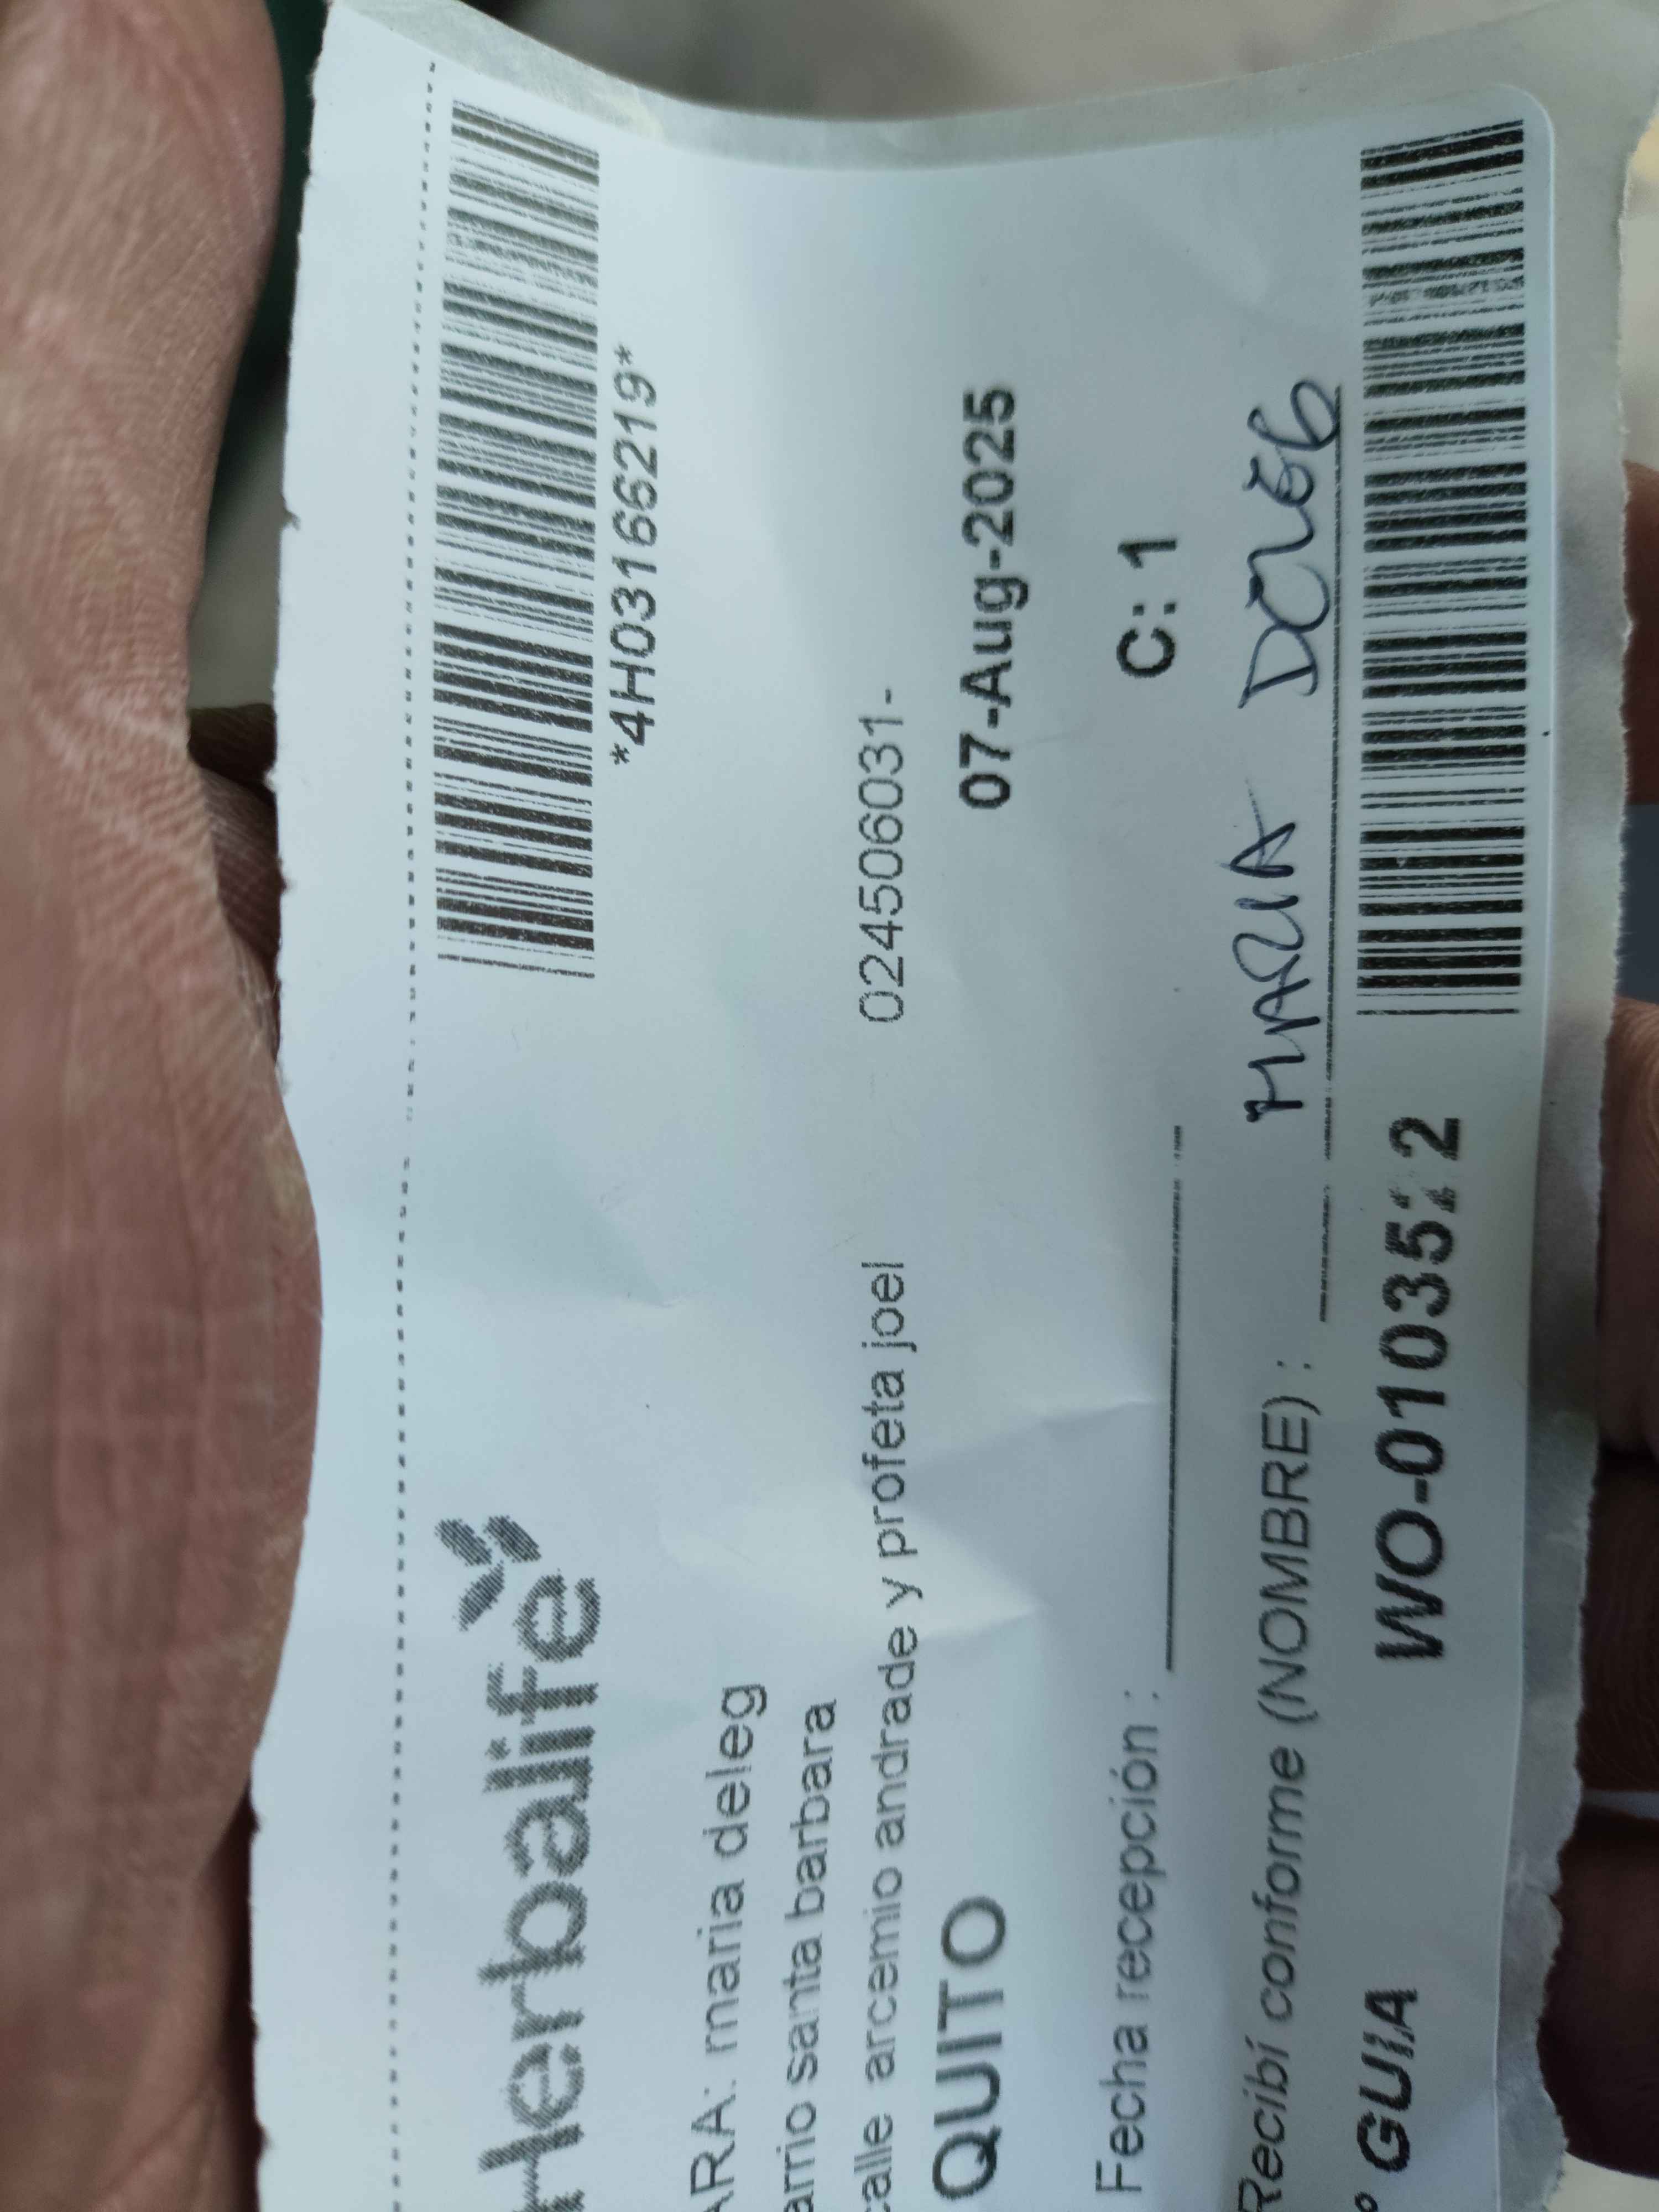 Herbalife
*4H03166219*
ARA: maria deleg
arrio santa barbara
calle arcemio andrade y profeta joel 024506031-
QUITO 07-Aug-2025
Fecha recepción : C: 1
Recibí conforme (NOMBRE) : MARIA DELEG
° GUIA